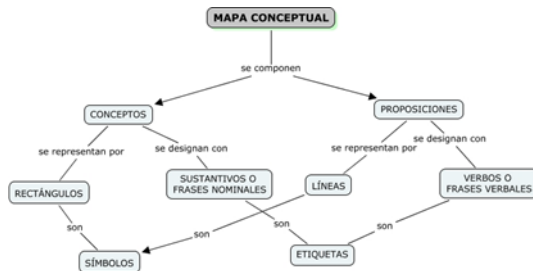 MAPA CONCEPTUAL
se componen
CONCEPTOS
PROPOSICIONES
se representan por
se designan con
se representan por
se designan con
RECTÁNGULOS
SUSTANTIVOS O
FRASES NOMINALES
LÍNEAS
VERBOS O
FRASES VERBALES
son
son
son
son
SÍMBOLOS
ETIQUETAS